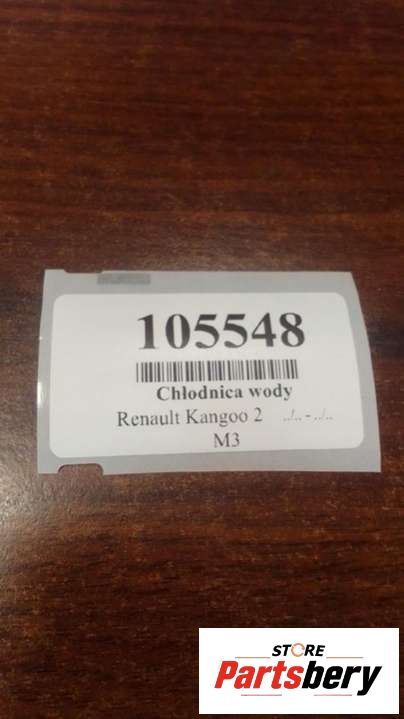 105548
Chłodnica wody
Renault Kangoo 2 ../.. - ../..
M3
STORE
Partsbery